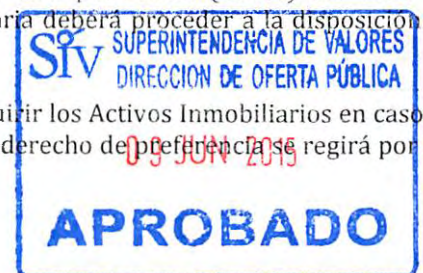 aria deberá proceder a la disposición
SIV SUPERINTENDENCIA DE VALORES
DIRECCION DE OFERTA PÚBLICA
uirir los Activos Inmobiliarios en caso
derecho de preferencia se regirá por
09 JUN 2015
APROBADO